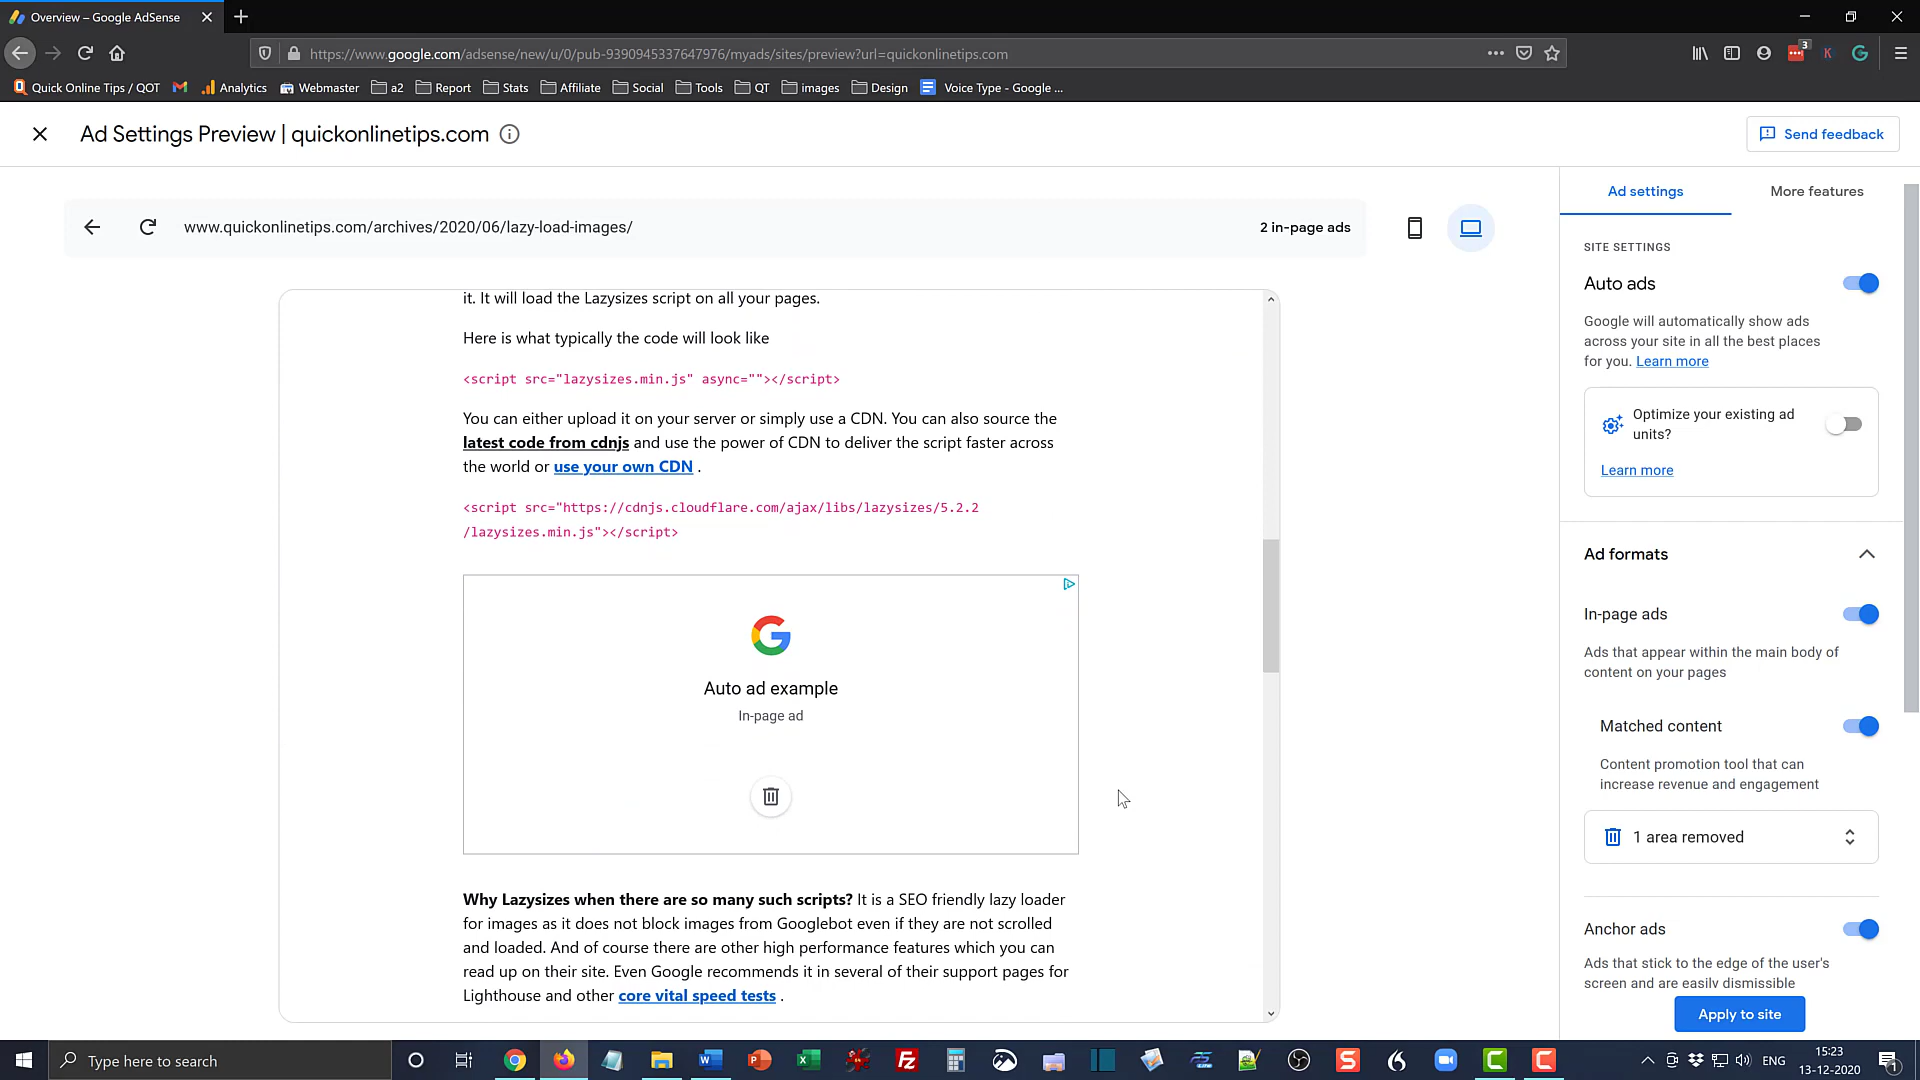 Overview – Google AdSense
https://www.google.com/adsense/new/u/0/pub-9390945337647976/myads/sites/preview?url=quickonlinetips.com
3
K
G
Quick Online Tips / QOT
Analytics
Webmaster
a2
Report
Stats
Affiliate
Social
Tools
QT
images
Design
Voice Type - Google ...
Ad Settings Preview | quickonlinetips.com
Send feedback
www.quickonlinetips.com/archives/2020/06/lazy-load-images/
2 in-page ads
it. It will load the Lazysizes script on all your pages.
Here is what typically the code will look like
<script src="lazysizes.min.js" async=""></script>
You can either upload it on your server or simply use a CDN. You can also source the
latest code from cdnjs and use the power of CDN to deliver the script faster across
the world or use your own CDN .
<script src="https://cdnjs.cloudflare.com/ajax/libs/lazysizes/5.2.2
/lazysizes.min.js"></script>
Auto ad example
In-page ad
Why Lazysizes when there are so many such scripts? It is a SEO friendly lazy loader
for images as it does not block images from Googlebot even if they are not scrolled
and loaded. And of course there are other high performance features which you can
read up on their site. Even Google recommends it in several of their support pages for
Lighthouse and other core vital speed tests .
Ad settings
More features
SITE SETTINGS
Auto ads
Google will automatically show ads
across your site in all the best places
for you. Learn more
Optimize your existing ad
units?
Learn more
Ad formats
In-page ads
Ads that appear within the main body of
content on your pages
Matched content
Content promotion tool that can
increase revenue and engagement
1 area removed
Anchor ads
Ads that stick to the edge of the user's
screen and are easily dismissible
Apply to site
Type here to search
ENG
15:23
13-12-2020
1